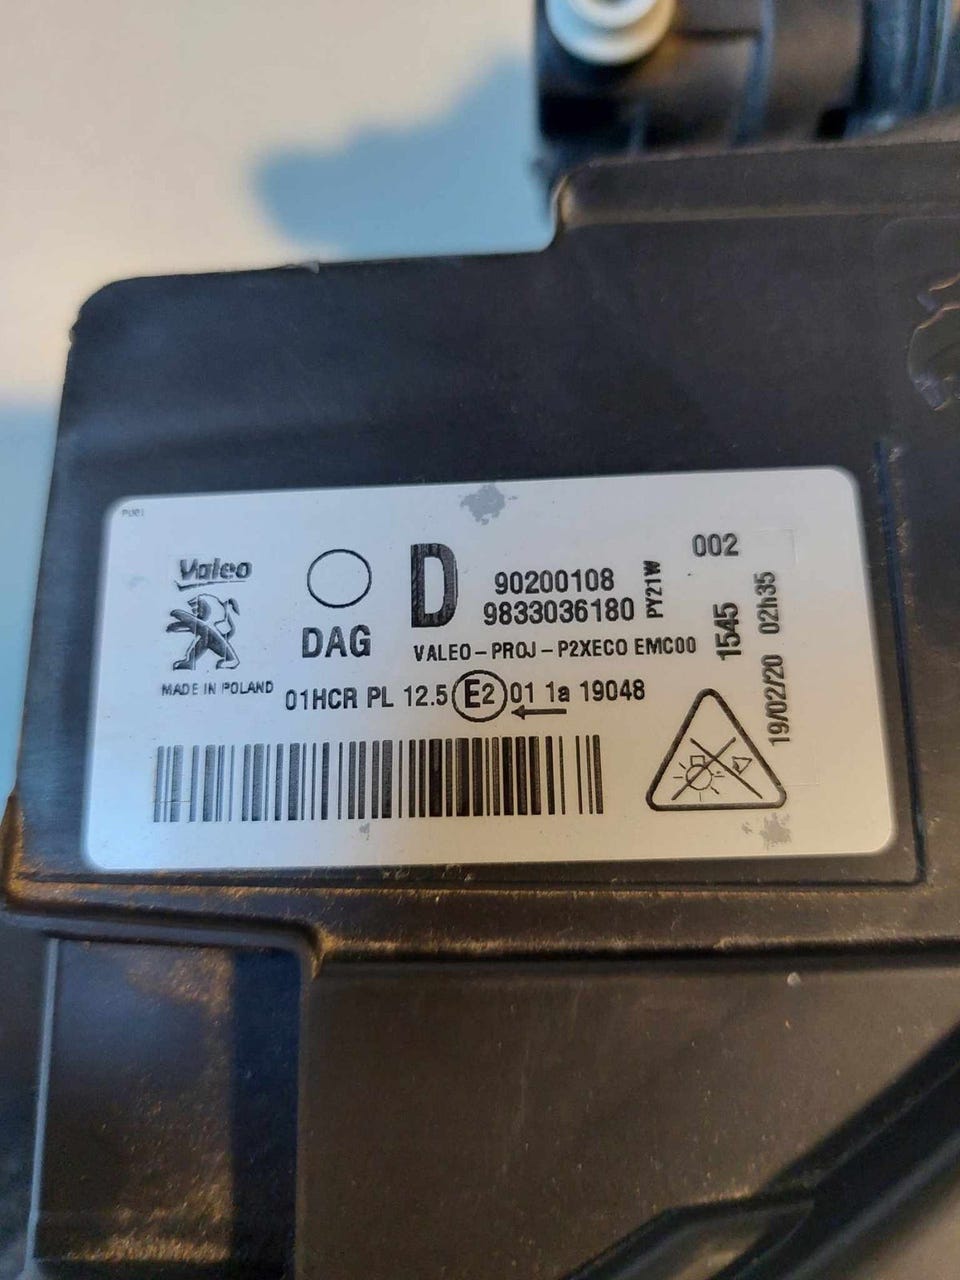 PU01
Valeo
MADE IN POLAND
DAG
D
90200108
9833036180
PY21W
VALEO-PROJ-P2XECO EMC00
01HCR PL 12.5 E2 01 1a 19048
002
1545
19/02/20 02h35